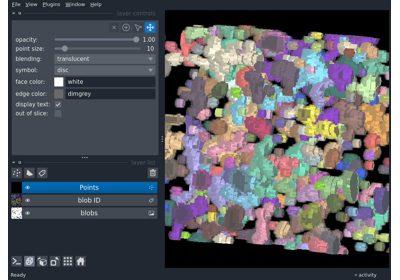 File View Plugins Window Help
layer controls
opacity: 1.00
point size: 10
blending: translucent
symbol: disc
face color: white
edge color: dimgrey
display text:
out of slice:
layer list
Points
blob ID
blobs
Ready
activity